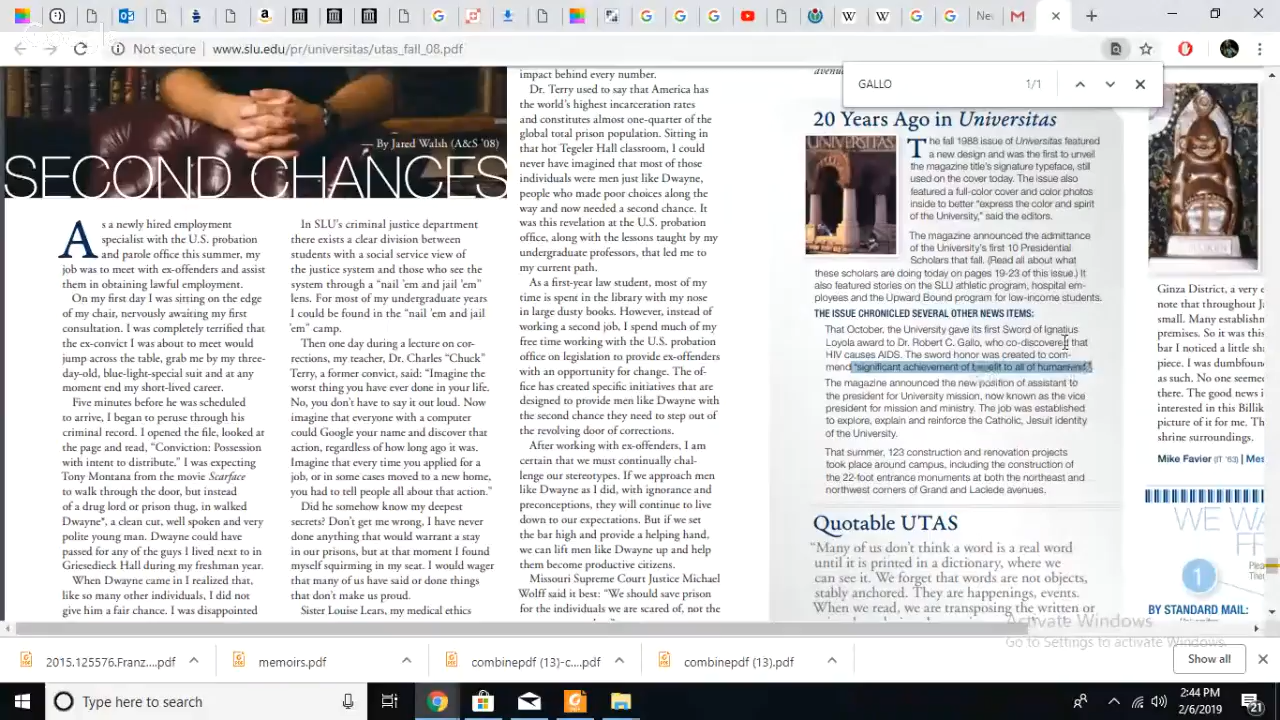 Nev
Not secure
www.slu.edu/pr/universitas/utas_fall_08.pdf
GALLO
1/1
— By Jared Walsh (A&S '08)
SECOND CHANCES
As a newly hired employment
specialist with the U.S. probation
and parole office this summer, my
job was to meet with ex-offenders and assist
them in obtaining lawful employment.
On my first day I was sitting on the edge
of my chair, nervously awaiting my first
consultation. I was completely terrified that
the ex-convict I was about to meet would
jump across the table, grab me by my three-
day-old, blue-light-special suit and at any
moment end my short-lived career.
Five minutes before he was scheduled
to arrive, I began to peruse through his
criminal record. I opened the file, looked at
the page and read, "Conviction: Possession
with intent to distribute." I was expecting
Tony Montana from the movie Scarface
to walk through the door, but instead
of a drug lord or prison thug, in walked
Dwayne*, a clean cut, well spoken and very
polite young man. Dwayne could have
passed for any of the guys I lived next to in
Griesedieck Hall during my freshman year.
When Dwayne came in I realized that,
like so many other individuals, I did not
give him a fair chance. I was disappointed
In SLU's criminal justice department
there exists a clear division between
students with a social service view of
the justice system and those who see the
system through a "nail 'em and jail 'em"
lens. For most of my undergraduate years
I could be found in the "nail 'em and jail
'em" camp.
Then one day during a lecture on cor-
rections, my teacher, Dr. Charles "Chuck"
Terry, a former convict, said: "Imagine the
worst thing you have ever done in your life.
No, you don't have to say it out loud. Now
imagine that everyone with a computer
could Google your name and discover that
action, regardless of how long ago it was.
Imagine that every time you applied for a
job, or in some cases moved to a new home,
you had to tell people all about that action."
Did he somehow know my deepest
secrets? Don't get me wrong, I have never
done anything that would warrant a stay
in our prisons, but at that moment I found
myself squirming in my seat. I would wager
that many of us have said or done things
that don't make us proud.
Sister Louise Lears, my medical ethics
impact behind every number.
Dr. Terry used to say that America has
the world's highest incarceration rates
and constitutes almost one-quarter of the
global total prison population. Sitting in
that hot Tegeler Hall classroom, I could
never have imagined that most of those
individuals were men just like Dwayne,
people who made poor choices along the
way and now needed a second chance. It
was this revelation at the U.S. probation
office, along with the lessons taught by my
undergraduate professors, that led me to
my current path.
As a first-year law student, most of my
time is spent in the library with my nose
in large dusty books. However, instead of
working a second job, I spend much of my
free time working with the U.S. probation
office on legislation to provide ex-offenders
with an opportunity for change. The of-
fice has created specific initiatives that are
designed to provide men like Dwayne with
the second chance they need to step out of
the revolving door of corrections.
After working with ex-offenders, I am
certain that we must continually chal-
lenge our stereotypes. If we approach men
like Dwayne as I did, with ignorance and
preconceptions, they will continue to live
down to our expectations. But if we set
the bar high and provide a helping hand,
we can lift men like Dwayne up and help
them become productive citizens.
Missouri Supreme Court Justice Michael
Wolff said it best: "We should save prison
for the individuals we are scared of, not the
20 Years Ago in Universitas
UNIVERSITAS
The fall 1988 issue of Universitas featured
a new design and was the first to unveil
the magazine title's signature typeface, still
used on the cover today. The issue also
featured a full-color cover and color photos
inside to better "express the color and spirit
of the University," said the editors.
The magazine announced the admittance
of the University's first 10 Presidential
Scholars that fall. (Read all about what
these scholars are doing today on pages 19-23 of this issue.) It
also featured stories on the SLU athletic program, hospital em-
ployees and the Upward Bound program for low-income students.
THE ISSUE CHRONICLED SEVERAL OTHER NEWS ITEMS:
That October, the University gave its first Sword of Ignatius
Loyola award to Dr. Robert C. Gallo, who co-discovered that
HIV causes AIDS. The sword honor was created to com-
mend "significant achievement of benefit to all of humankind."
The magazine announced the new position of assistant to
the president for University mission, now known as the vice
president for mission and ministry. The job was established
to explore, explain and reinforce the Catholic, Jesuit identity
of the University.
That summer, 123 construction and renovation projects
took place around campus, including the construction of
the 22-foot entrance monuments at both the northeast and
northwest corners of Grand and Laclede avenues.
Quotable UTAS
"Many of us don't think a word is a real word
until it is printed in a dictionary, where we
can see it. We forget that words are not objects,
stably anchored. They are happenings, events.
When we read, we are transposing the written or
Ginza District, a very e
note that throughout J
Many establishn
premises. So it was this
bar I noticed a little shi
piece. I was dumbfoun
as such. No one seemed
there. The good news i
interested in this Billik
picture of it for me. Th
shrine surroundings.
Mike Favier (IT '63) | Mes
WE WA
1
BY STANDARD MAIL:
Activate Windows
Go to Settings to activate Windows.
2015.125576.Franz....pdf
memoirs.pdf
combinepdf (13)-c....pdf
combinepdf (13).pdf
Show all
Type here to search
2:44 PM
2/6/2019
21